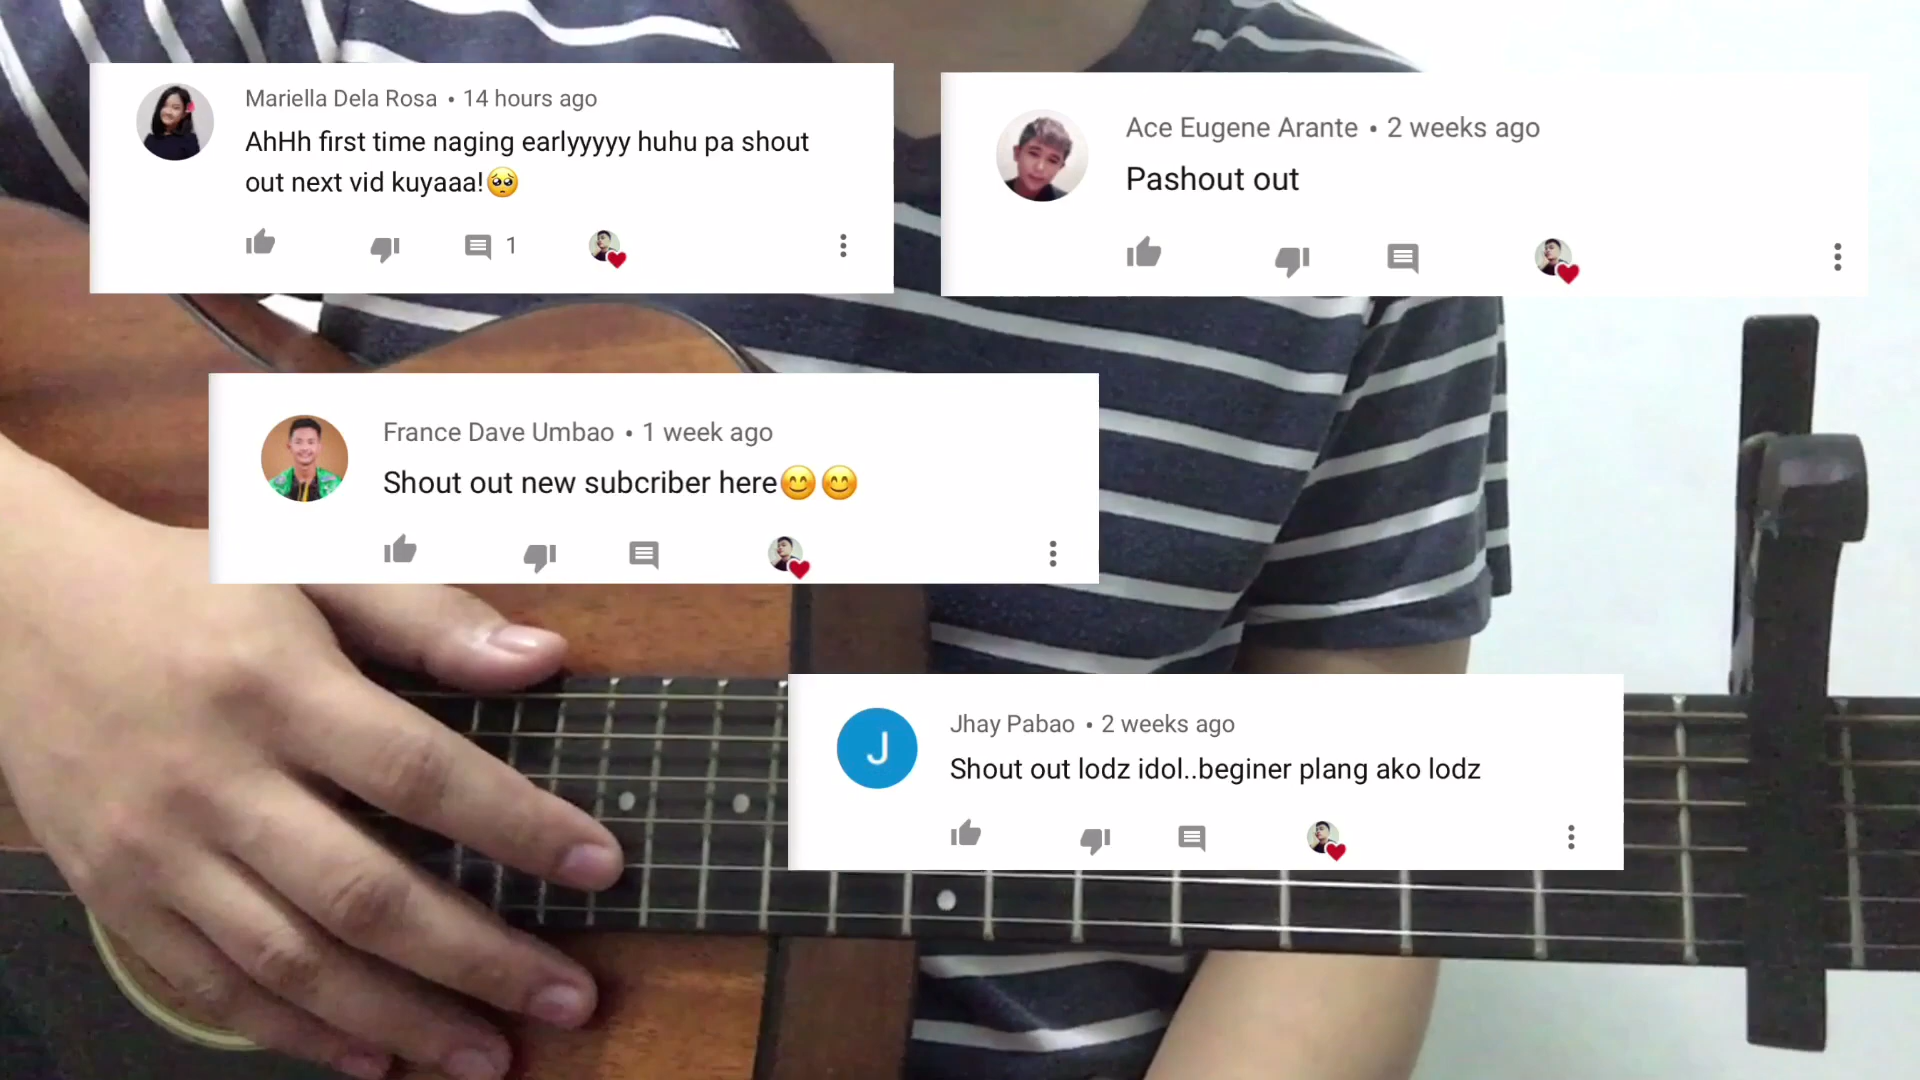 Mariella Dela Rosa • 14 hours ago
AhHh first time naging earlyyyyy huhu pa shout
out next vid kuyaaa!🥺
1
Ace Eugene Arante • 2 weeks ago
Pashout out
France Dave Umbao • 1 week ago
Shout out new subcriber here😊😊
J
Jhay Pabao • 2 weeks ago
Shout out lodz idol..beginer plang ako lodz